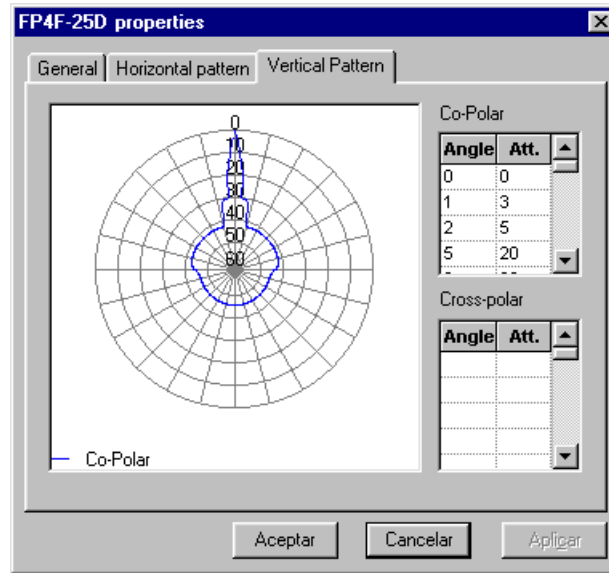 FP4F-25D properties
General
Horizontal pattern
Vertical Pattern
0
10
20
30
40
50
60
Co-Polar
Co-Polar
Angle Att.
0 0
1 3
2 5
5 20
Cross-polar
Angle Att.
Aceptar
Cancelar
Aplicar